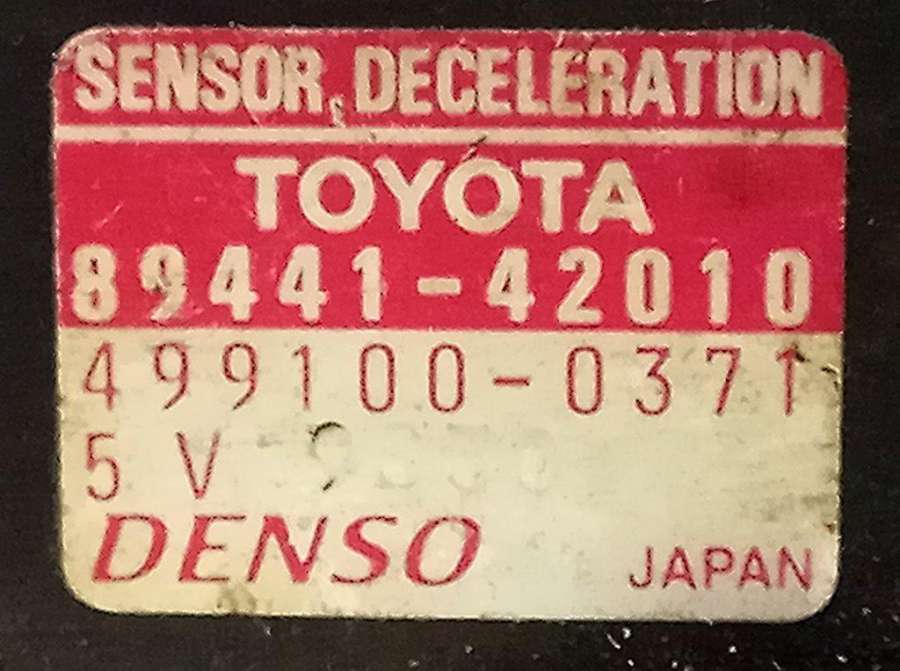 SENSOR, DECELERATION
TOYOTA
89441-42010
499100-0371
5 V
DENSO
JAPAN